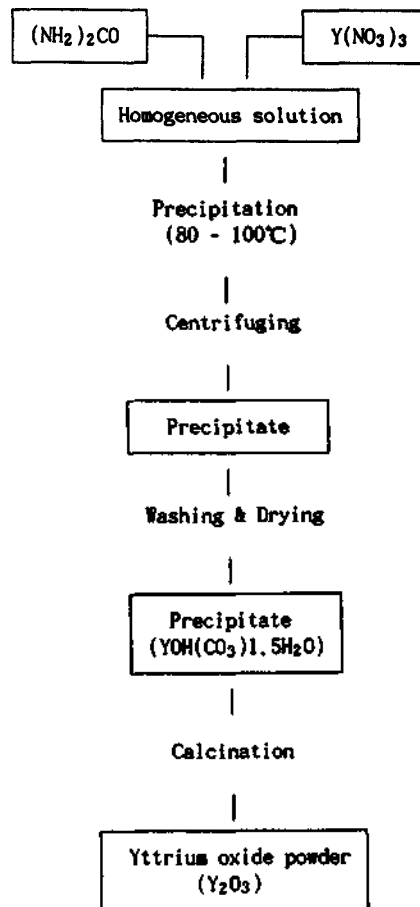 (NH₂)₂CO
Y(NO₃)₃
Homogeneous solution
Precipitation
(80 - 100℃)
Centrifuging
Precipitate
Washing & Drying
Precipitate
(YOH(CO₃)1.5H₂O)
Calcination
Yttrium oxide powder
(Y₂O₃)